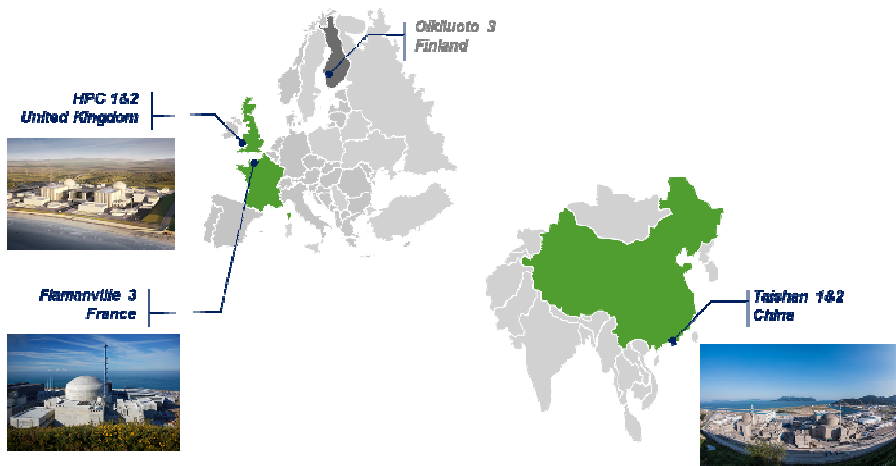 Olkiluoto 3
Finland
HPC 1&2
United Kingdom
Flamanville 3
France
Taishan 1&2
China